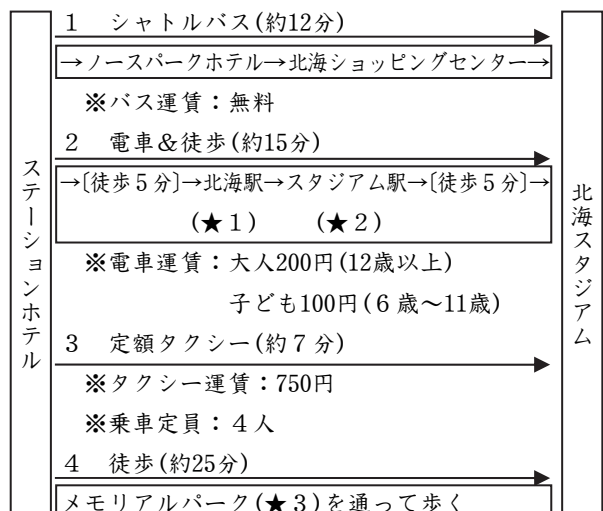 ステーションホテル
1 シャトルバス(約12分)
→ノースパークホテル→北海ショッピングセンター→
※バス運賃：無料
2 電車＆徒歩(約15分)
→〔徒歩5分〕→北海駅→スタジアム駅→〔徒歩5分〕→
(★1) (★2)
※電車運賃：大人200円(12歳以上)
子ども100円(6歳～11歳)
3 定額タクシー(約7分)
※タクシー運賃：750円
※乗車定員：4人
4 徒歩(約25分)
メモリアルパーク(★3)を通って歩く
北海スタジアム